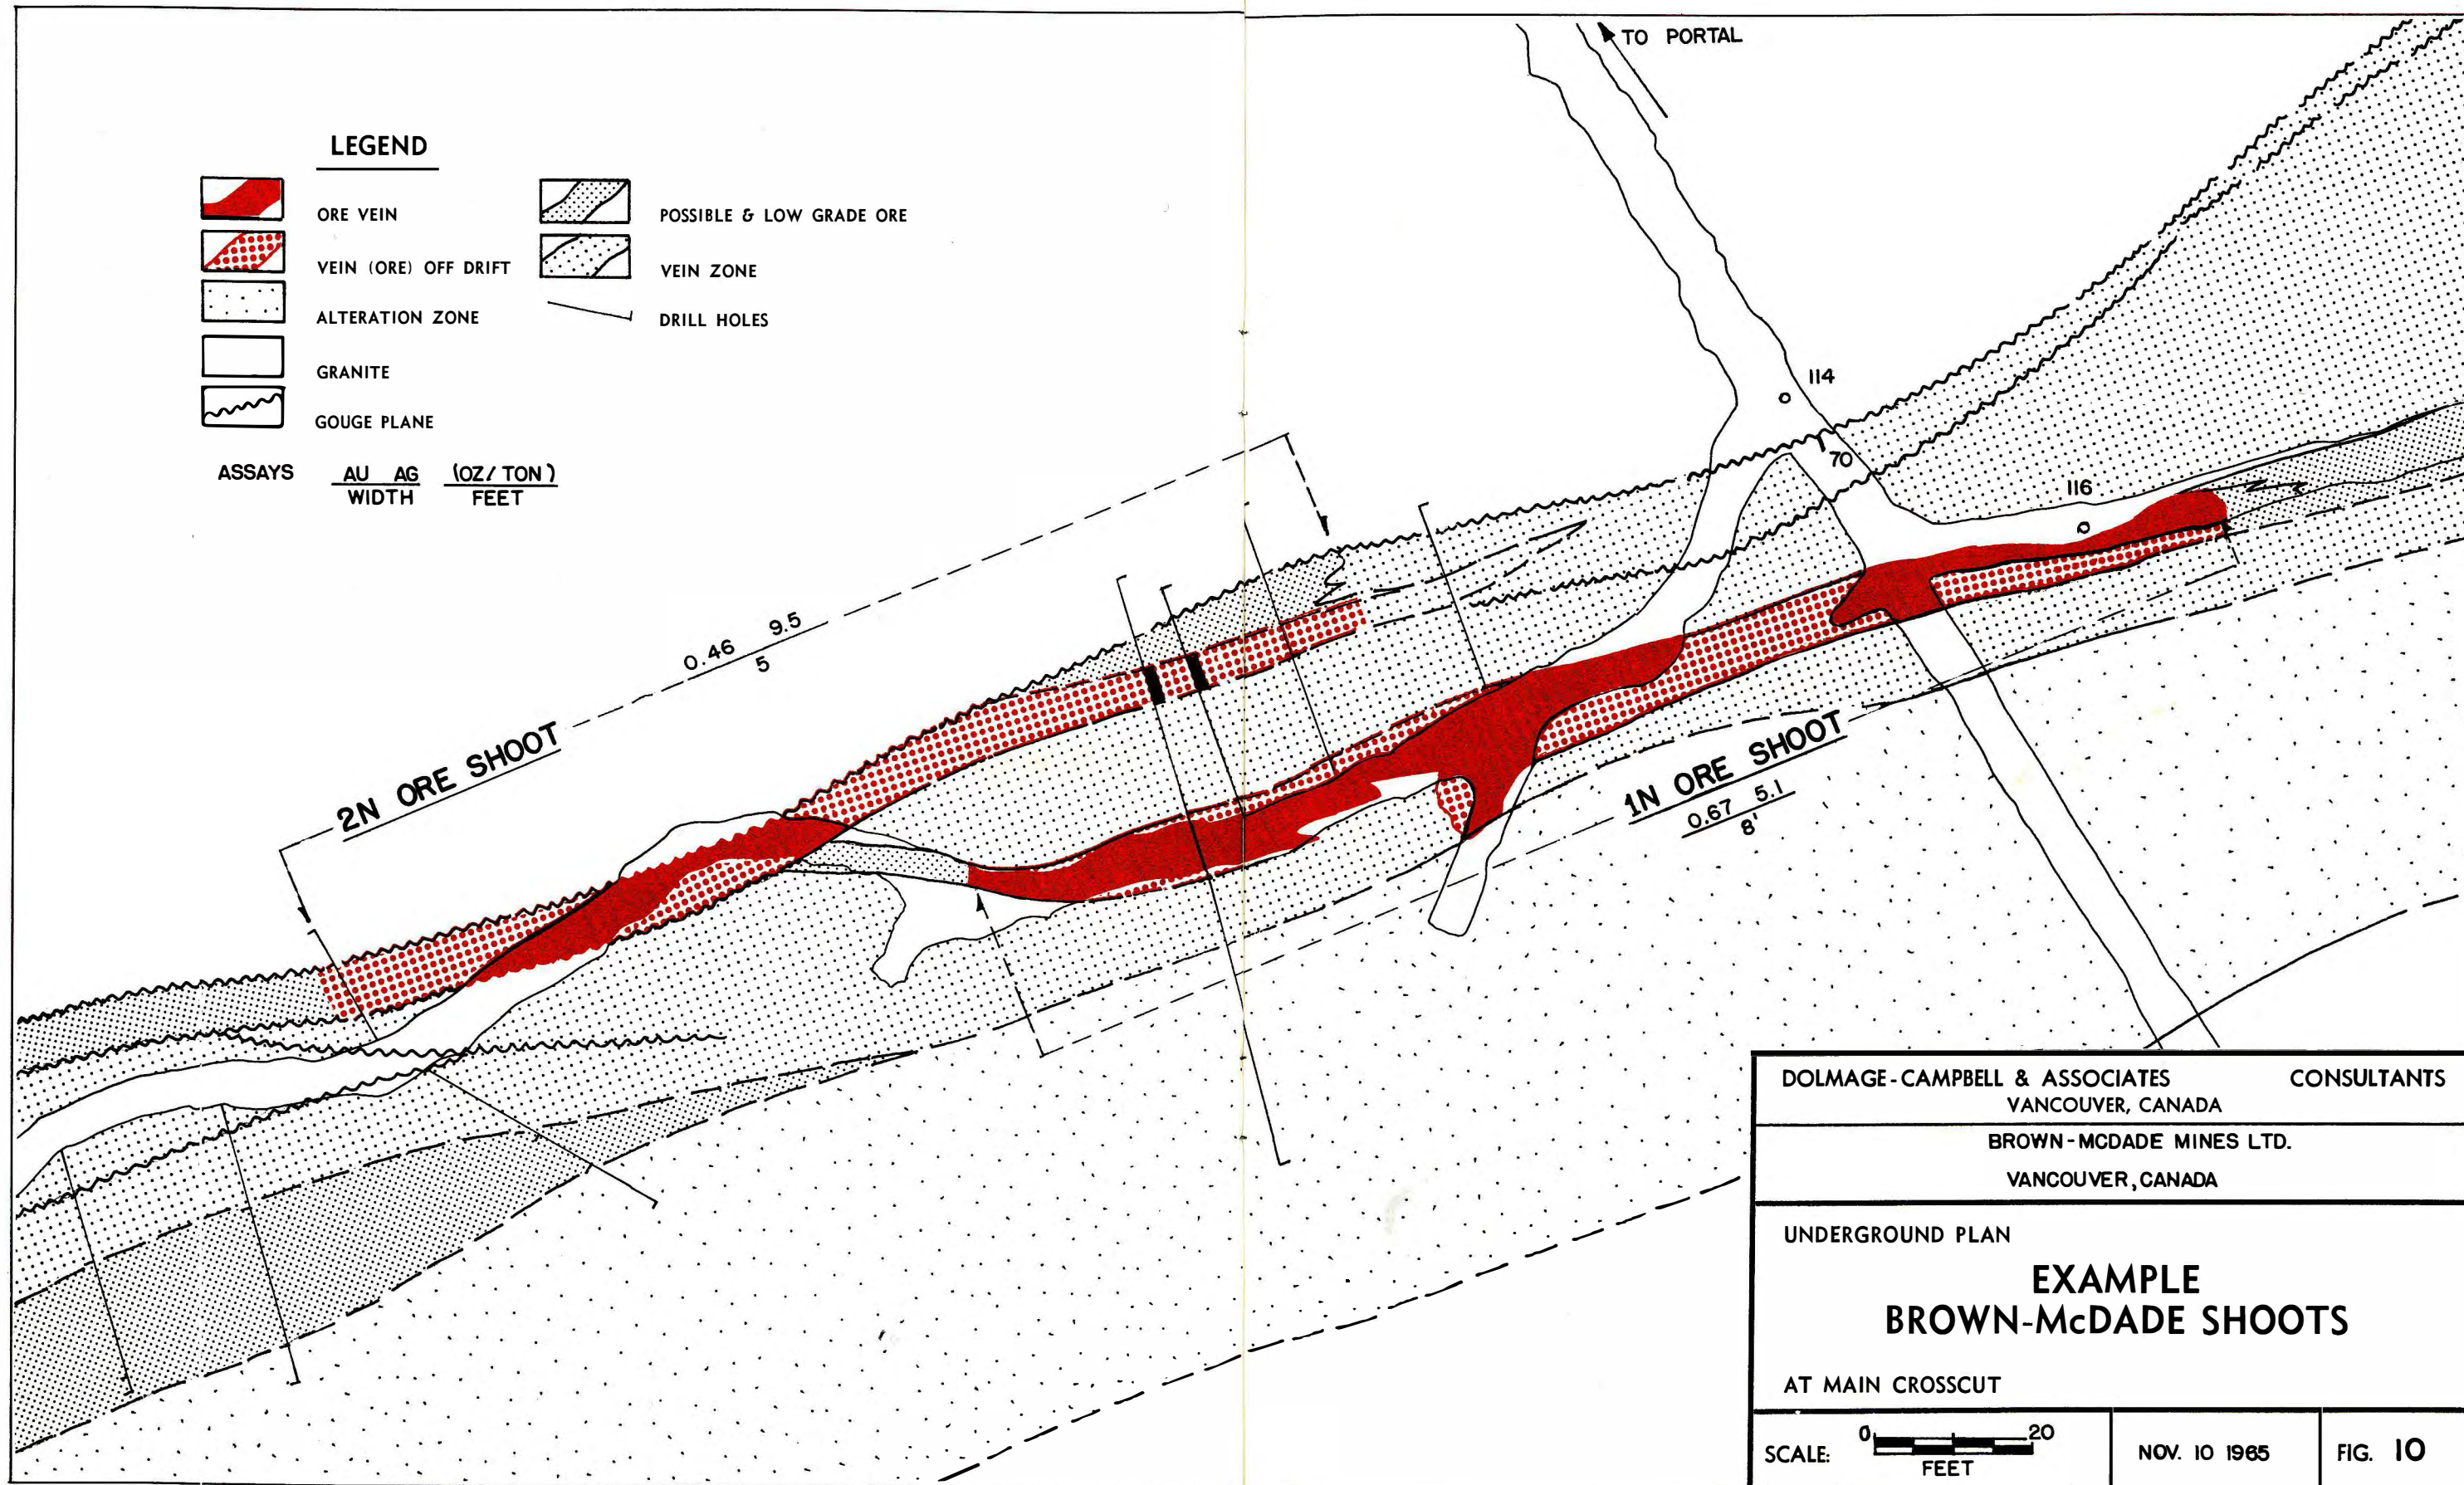 TO PORTAL
LEGEND
ORE VEIN
POSSIBLE & LOW GRADE ORE
VEIN (ORE) OFF DRIFT
VEIN ZONE
ALTERATION ZONE
DRILL HOLES
GRANITE
GOUGE PLANE
ASSAYS AU AG (OZ/ TON)
WIDTH FEET
114
70
116
0.46 9.5
5
2N ORE SHOOT
1N ORE SHOOT
0.67 5.1
8'
DOLMAGE-CAMPBELL & ASSOCIATES CONSULTANTS
VANCOUVER, CANADA
BROWN-MCDADE MINES LTD.
VANCOUVER, CANADA
UNDERGROUND PLAN
EXAMPLE
BROWN-McDADE SHOOTS
AT MAIN CROSSCUT
SCALE: 0 20
FEET
NOV. 10 1965
FIG. 10